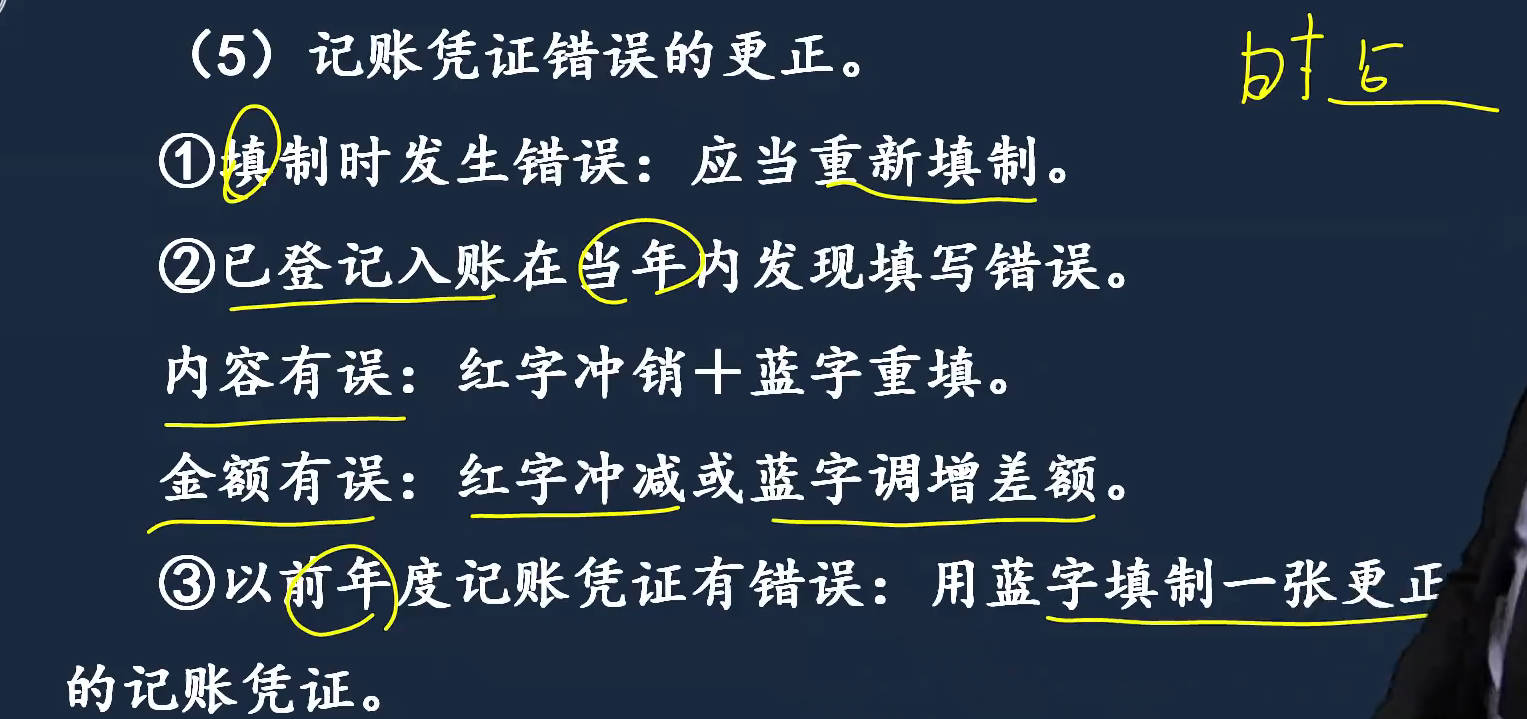 （5）记账凭证错误的更正。
①填制时发生错误：应当重新填制。
②已登记入账在当年内发现填写错误。
内容有误：红字冲销＋蓝字重填。
金额有误：红字冲减或蓝字调增差额。
③以前年度记账凭证有错误：用蓝字填制一张更正
的记账凭证。